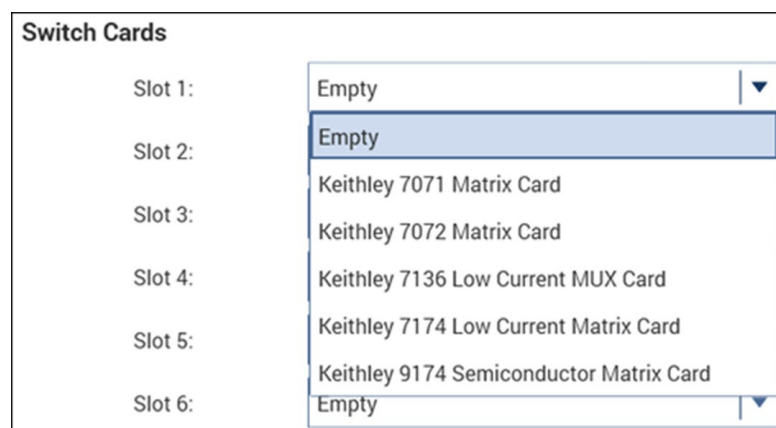 Switch Cards
Slot 1:
Empty
Empty
Slot 2:
Keithley 7071 Matrix Card
Slot 3:
Keithley 7072 Matrix Card
Slot 4:
Keithley 7136 Low Current MUX Card
Slot 5:
Keithley 7174 Low Current Matrix Card
Keithley 9174 Semiconductor Matrix Card
Slot 6:
Empty